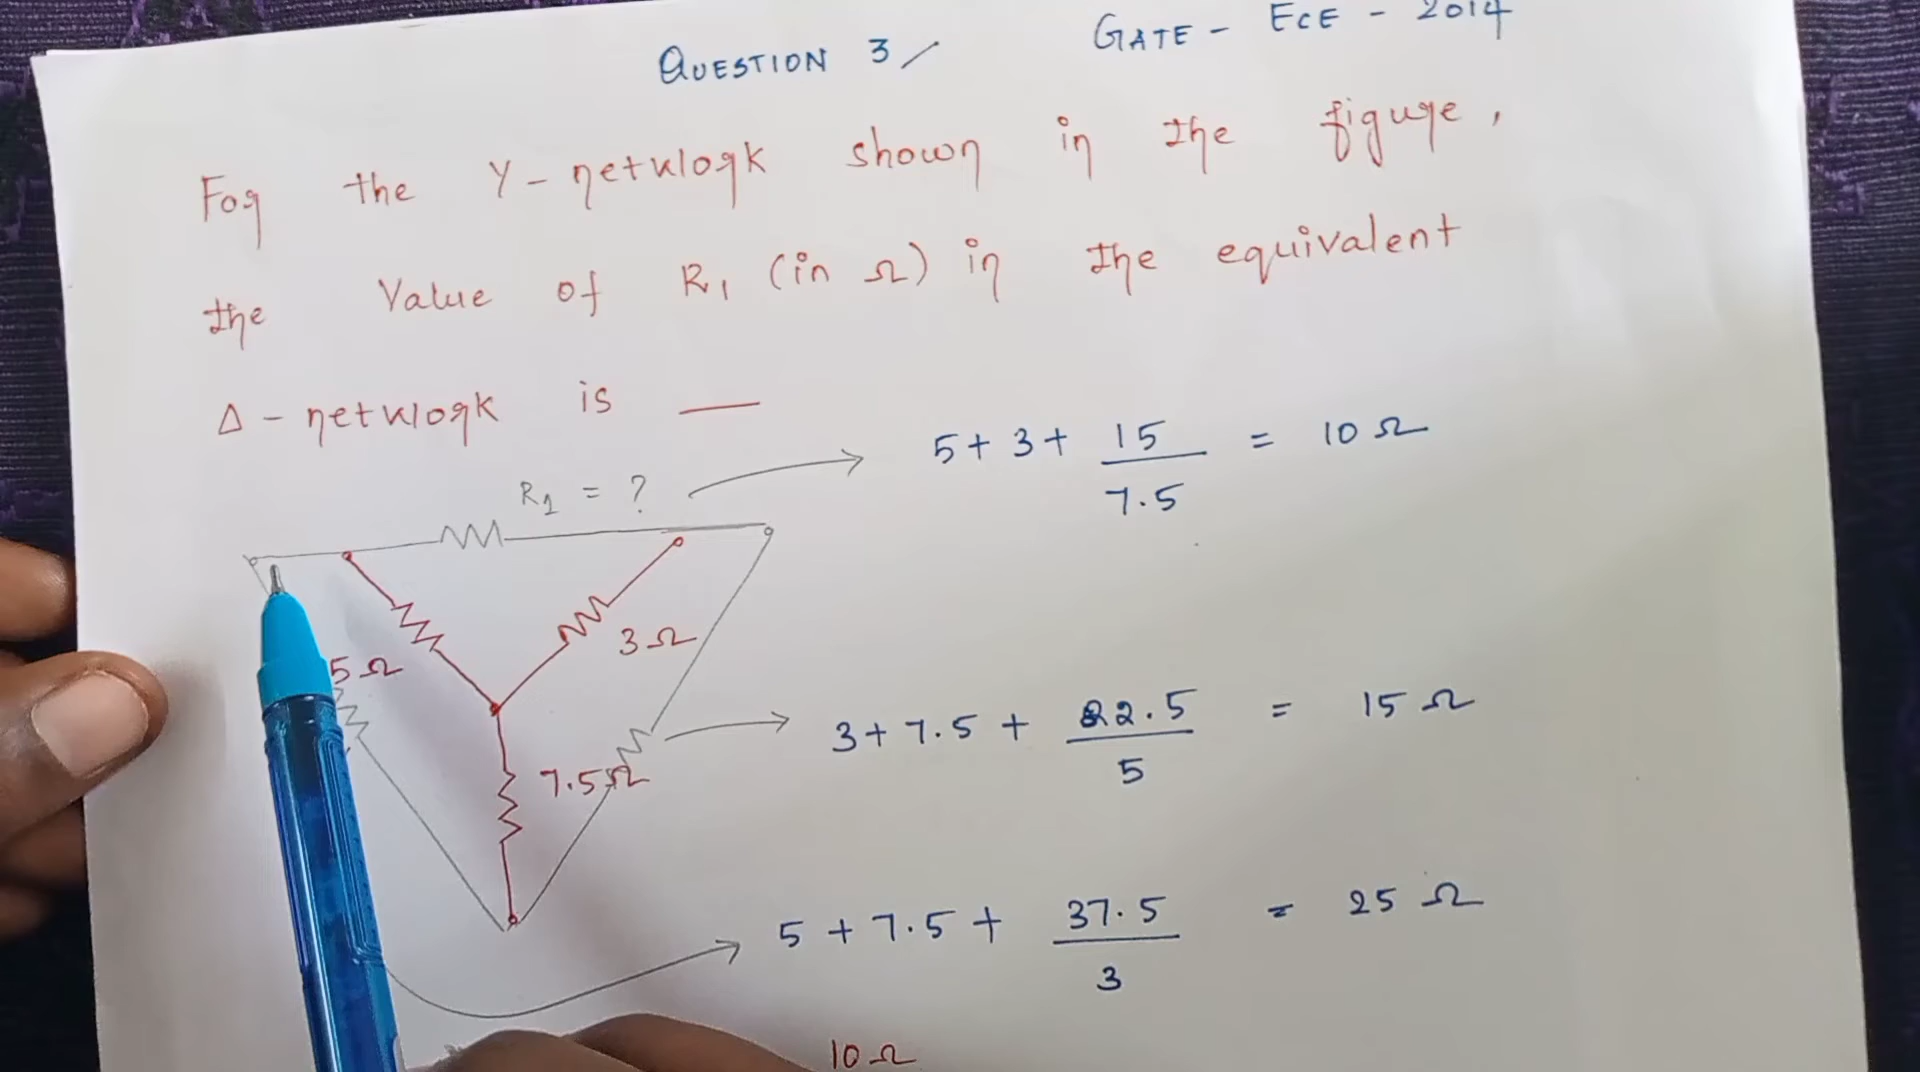 QUESTION 3/ GATE - ECE - 2014
For the Y-network shown in the figure,
the Value of R1 (in Ω) in the equivalent
Δ-network is —
R1 = ?
5 + 3 + 15/7.5 = 10 Ω
5Ω
3Ω
7.5Ω
3 + 7.5 + 22.5/5 = 15 Ω
5 + 7.5 + 37.5/3 = 25 Ω
10 Ω